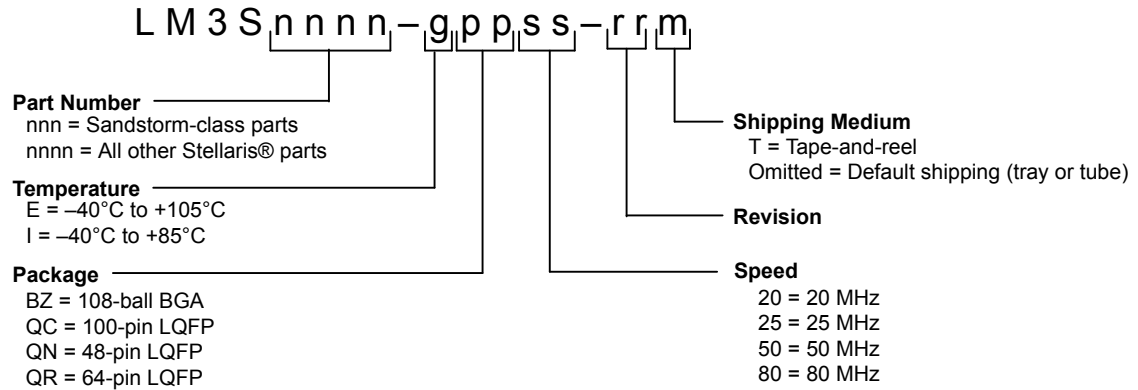 L M 3 S n n n n – g p p s s – r r m
Part Number
nnn = Sandstorm-class parts
nnnn = All other Stellaris® parts
Temperature
E = –40°C to +105°C
I = –40°C to +85°C
Package
BZ = 108-ball BGA
QC = 100-pin LQFP
QN = 48-pin LQFP
QR = 64-pin LQFP
Shipping Medium
T = Tape-and-reel
Omitted = Default shipping (tray or tube)
Revision
Speed
20 = 20 MHz
25 = 25 MHz
50 = 50 MHz
80 = 80 MHz